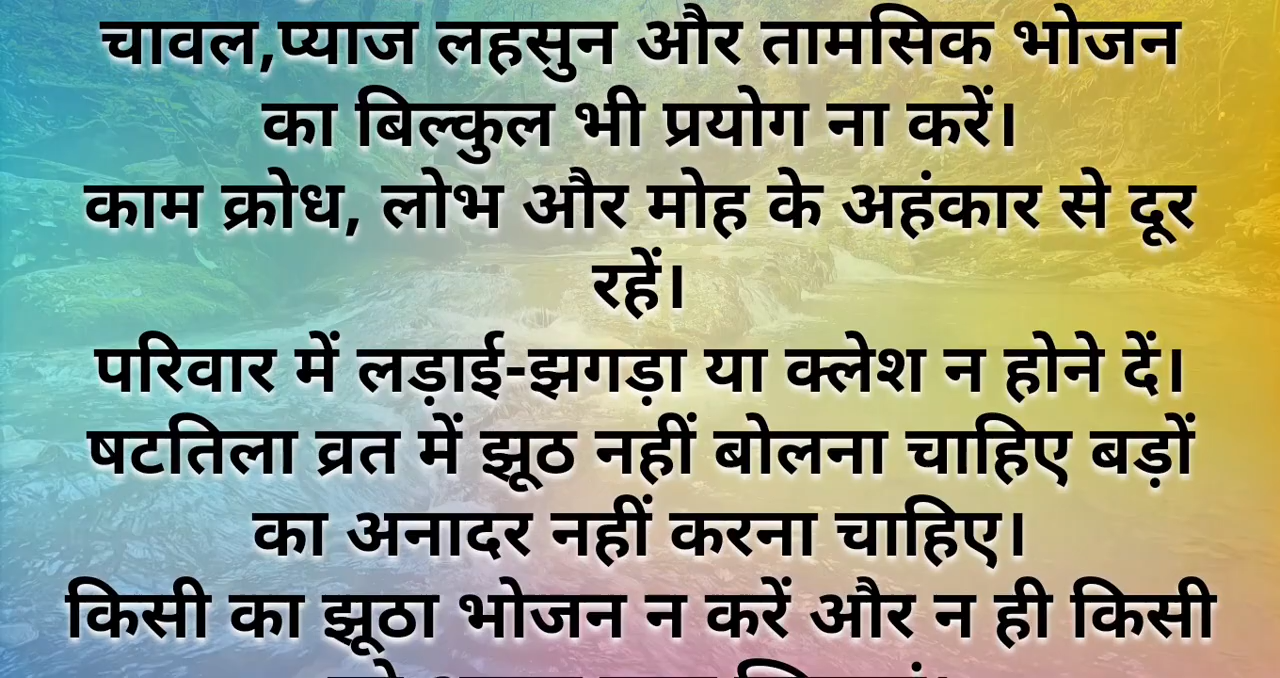 चावल,प्याज लहसुन और तामसिक भोजन
का बिल्कुल भी प्रयोग ना करें।
काम क्रोध, लोभ और मोह के अहंकार से दूर
रहें।
परिवार में लड़ाई-झगड़ा या क्लेश न होने दें।
षटतिला व्रत में झूठ नहीं बोलना चाहिए बड़ों
का अनादर नहीं करना चाहिए।
किसी का झूठा भोजन न करें और न ही किसी